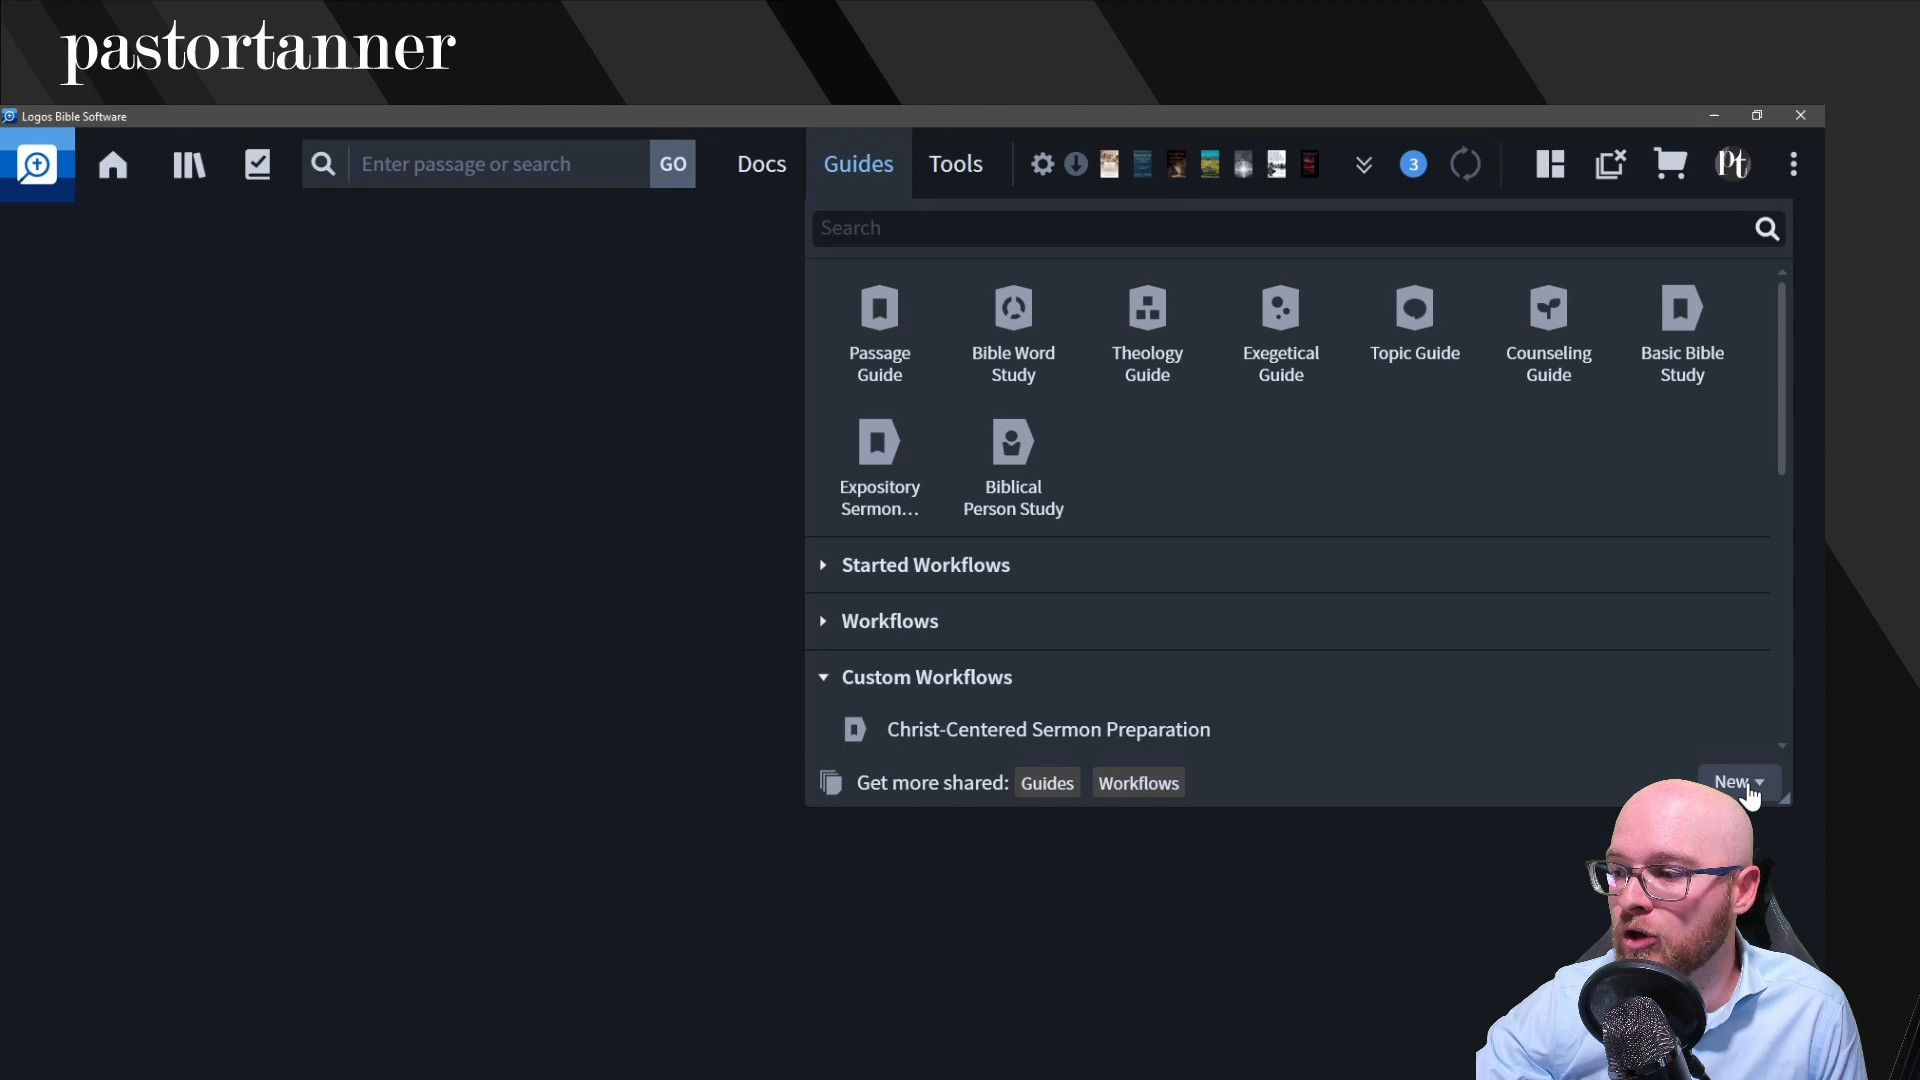 pastortanner
Logos Bible Software
Enter passage or search
GO
Docs
Guides
Tools
3
pt
Search
Passage
Guide
Bible Word
Study
Theology
Guide
Exegetical
Guide
Topic Guide
Counseling
Guide
Basic Bible
Study
Expository
Sermon...
Biblical
Person Study
Started Workflows
Workflows
Custom Workflows
Christ-Centered Sermon Preparation
Get more shared: Guides Workflows
New